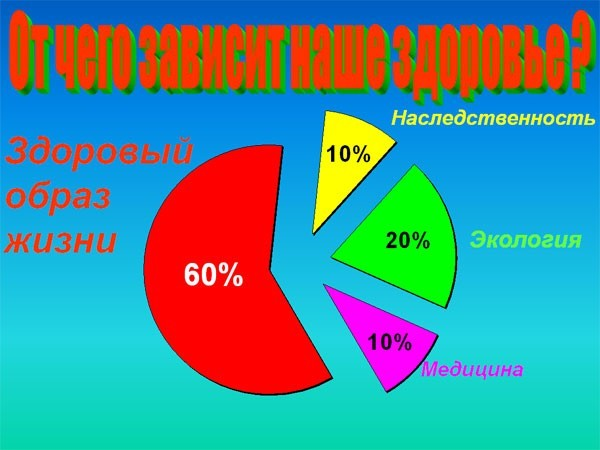 От чего зависит наше здоровье ?
Наследственность
10%
Здоровый
образ
жизни
20%
Экология
60%
10%
Медицина